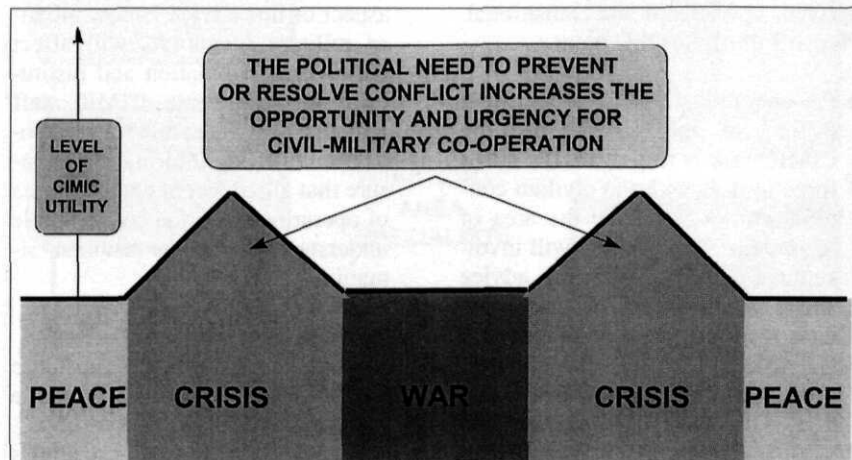 THE POLITICAL NEED TO PREVENT
OR RESOLVE CONFLICT INCREASES THE
OPPORTUNITY AND URGENCY FOR
CIVIL-MILITARY CO-OPERATION
LEVEL
OF
CIMIC
UTILITY
PEACE CRISIS WAR CRISIS PEACE